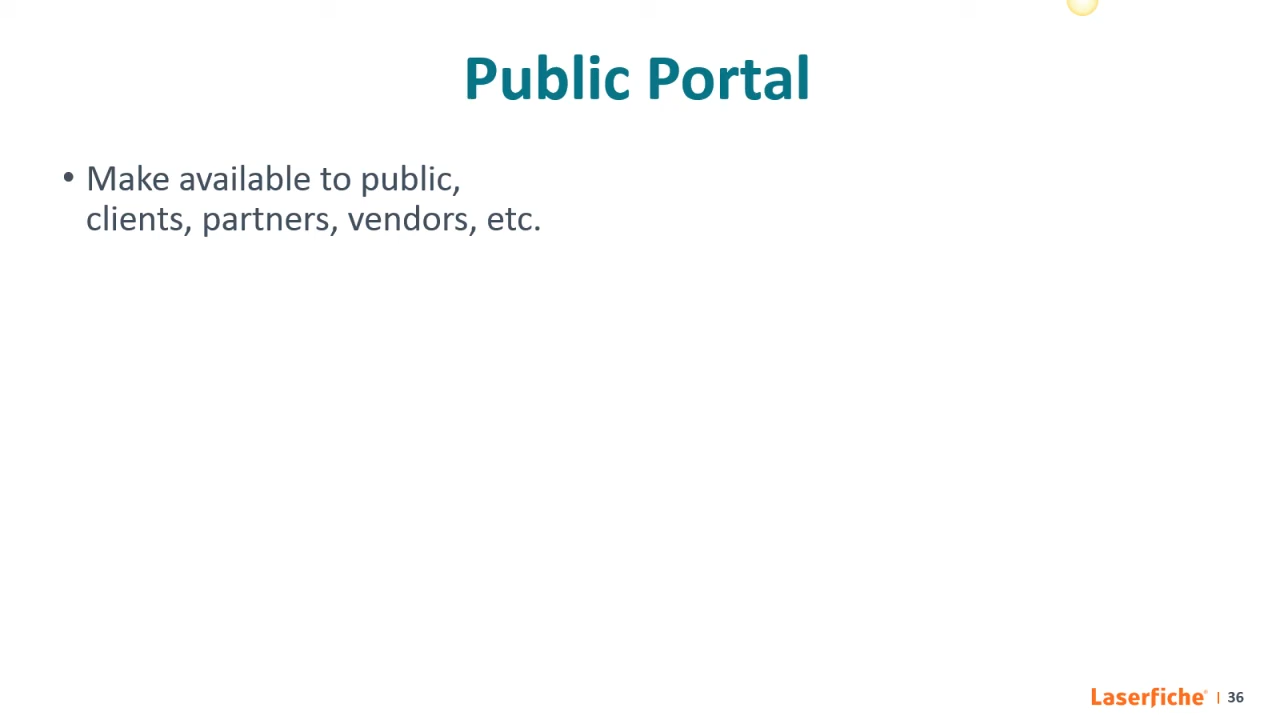 Public Portal
• Make available to public,
clients, partners, vendors, etc.
Laserfiche® | 36